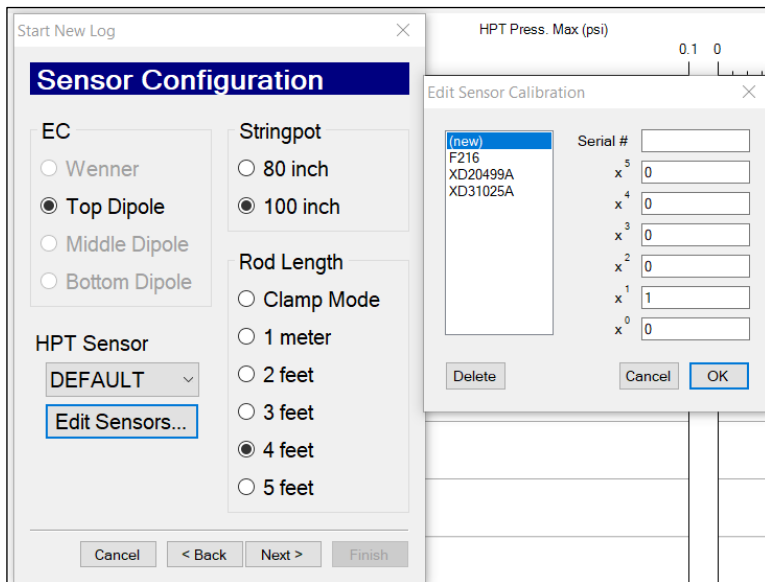 Start New Log
Sensor Configuration
EC
Wenner
Top Dipole
Middle Dipole
Bottom Dipole
HPT Sensor
DEFAULT
Edit Sensors...
Stringpot
80 inch
100 inch
Rod Length
Clamp Mode
1 meter
2 feet
3 feet
4 feet
5 feet
Cancel
< Back
Next >
Finish
HPT Press. Max (psi)
0.1 0
Edit Sensor Calibration
(new)
F216
XD20499A
XD31025A
Serial #
x⁵ 0
x⁴ 0
x³ 0
x² 0
x¹ 1
x⁰ 0
Delete
Cancel
OK